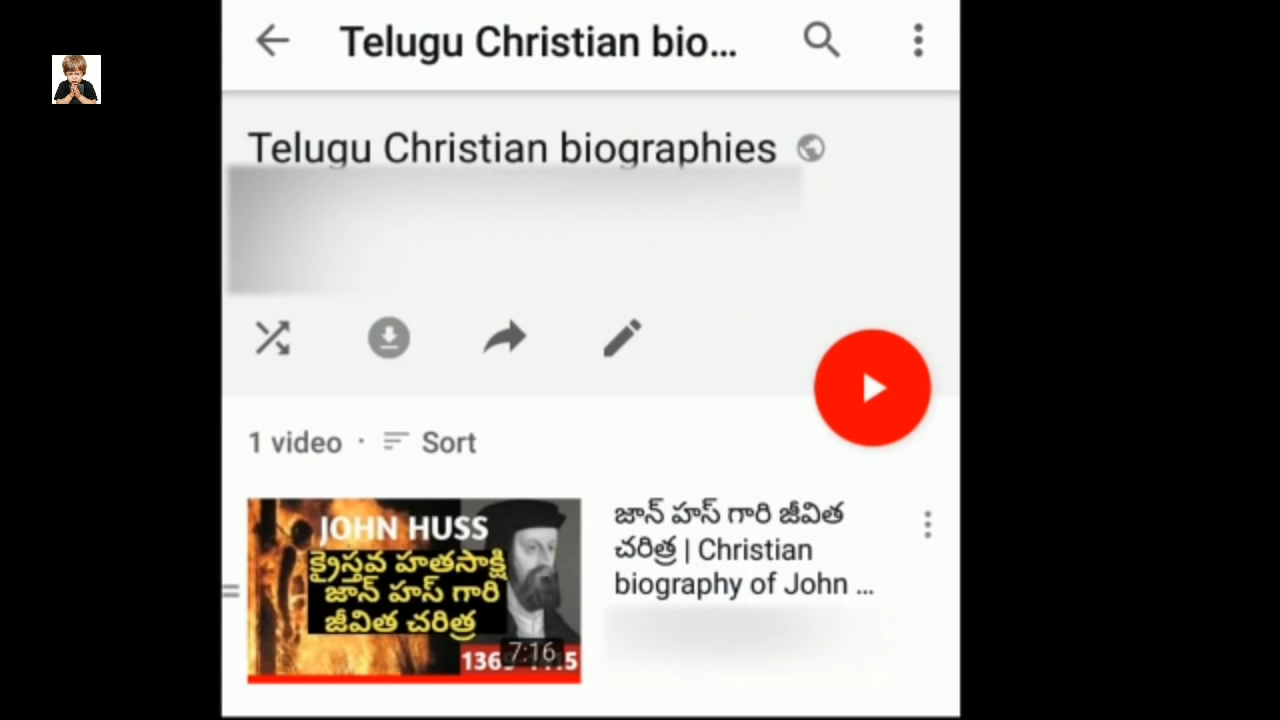 Telugu Christian bio...
Telugu Christian biographies
1 video · Sort
JOHN HUSS
క్రైస్తవ హతసాక్షి
జాన్ హస్ గారి
జీవిత చరిత్ర
7:16
జాన్ హస్ గారి జీవిత
చరిత్ర | Christian
biography of John ...